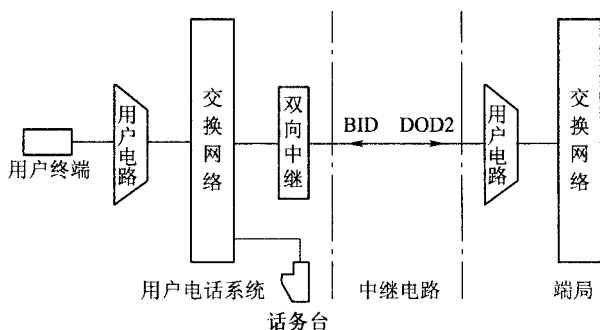 用户终端
用户电路
交换网络
双向中继
BID
DOD2
用户电路
交换网络
用户电话系统
话务台
中继电路
端局